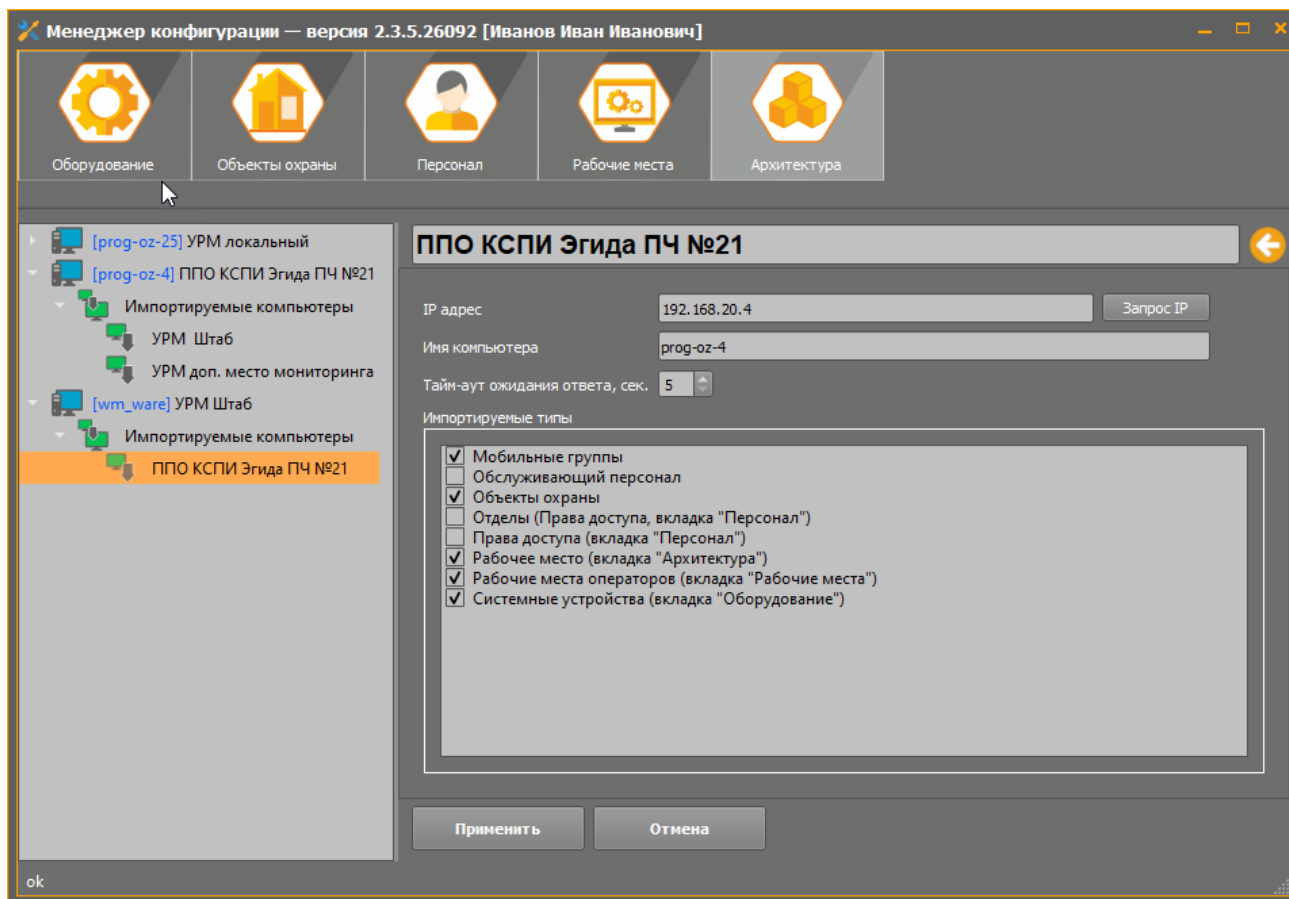 Менеджер конфигурации — версия 2.3.5.26092 [Иванов Иван Иванович]
Оборудование
Объекты охраны
Персонал
Рабочие места
Архитектура
[prog-oz-25] УРМ локальный
[prog-oz-4] ППО КСПИ Эгида ПЧ №21
Импортируемые компьютеры
УРМ Штаб
УРМ доп. место мониторинга
[wm_ware] УРМ Штаб
Импортируемые компьютеры
ППО КСПИ Эгида ПЧ №21
ППО КСПИ Эгида ПЧ №21
IP адрес
192.168.20.4
Запрос IP
Имя компьютера
prog-oz-4
Тайм-аут ожидания ответа, сек.
5
Импортируемые типы
Мобильные группы
Обслуживающий персонал
Объекты охраны
Отделы (Права доступа, вкладка "Персонал")
Права доступа (вкладка "Персонал")
Рабочее место (вкладка "Архитектура")
Рабочие места операторов (вкладка "Рабочие места")
Системные устройства (вкладка "Оборудование")
Применить
Отмена
ok